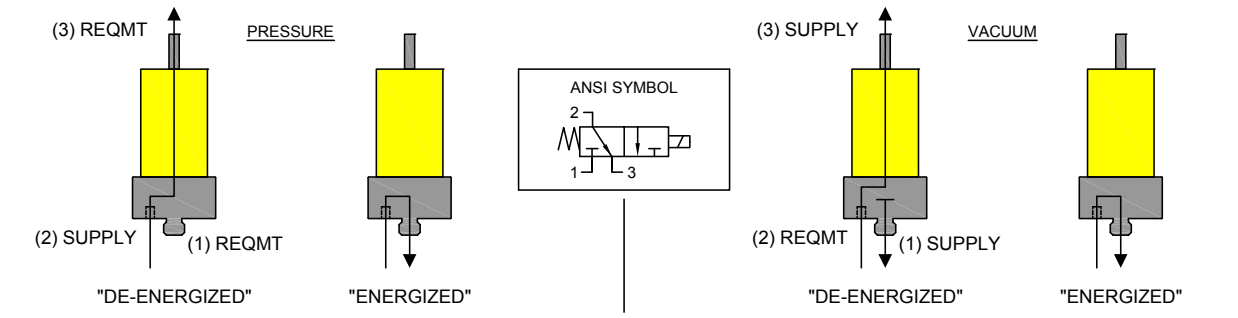 (3) REQMT
PRESSURE
(3) SUPPLY
VACUUM
ANSI SYMBOL
2
1
3
(2) SUPPLY
(1) REQMT
(2) REQMT
(1) SUPPLY
"DE-ENERGIZED"
"ENERGIZED"
"DE-ENERGIZED"
"ENERGIZED"